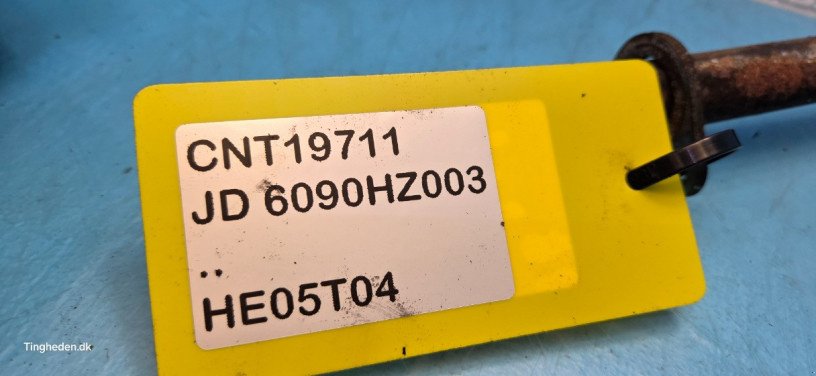 CNT19711
JD 6090HZ003
..
HE05T04
Tingheden.dk